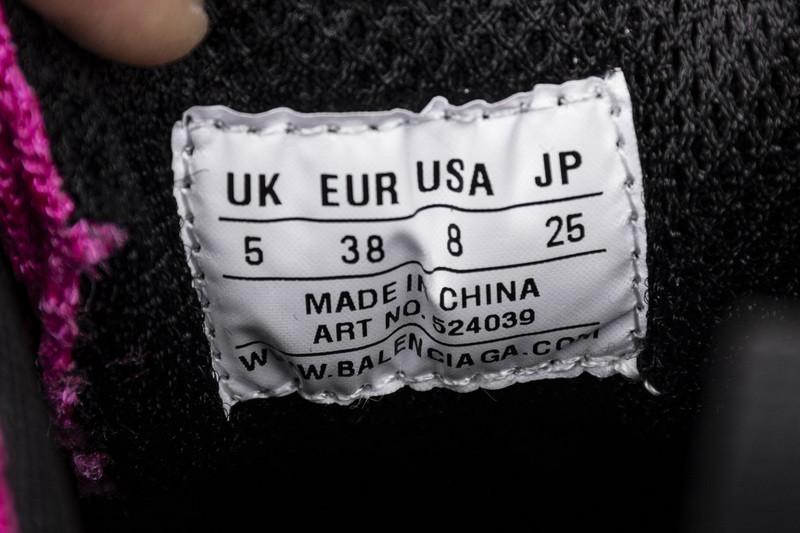 UK EUR USA JP
5 38 8 25
MADE IN CHINA
ART NO. 524039
WWW.BALENCIAGA.COM